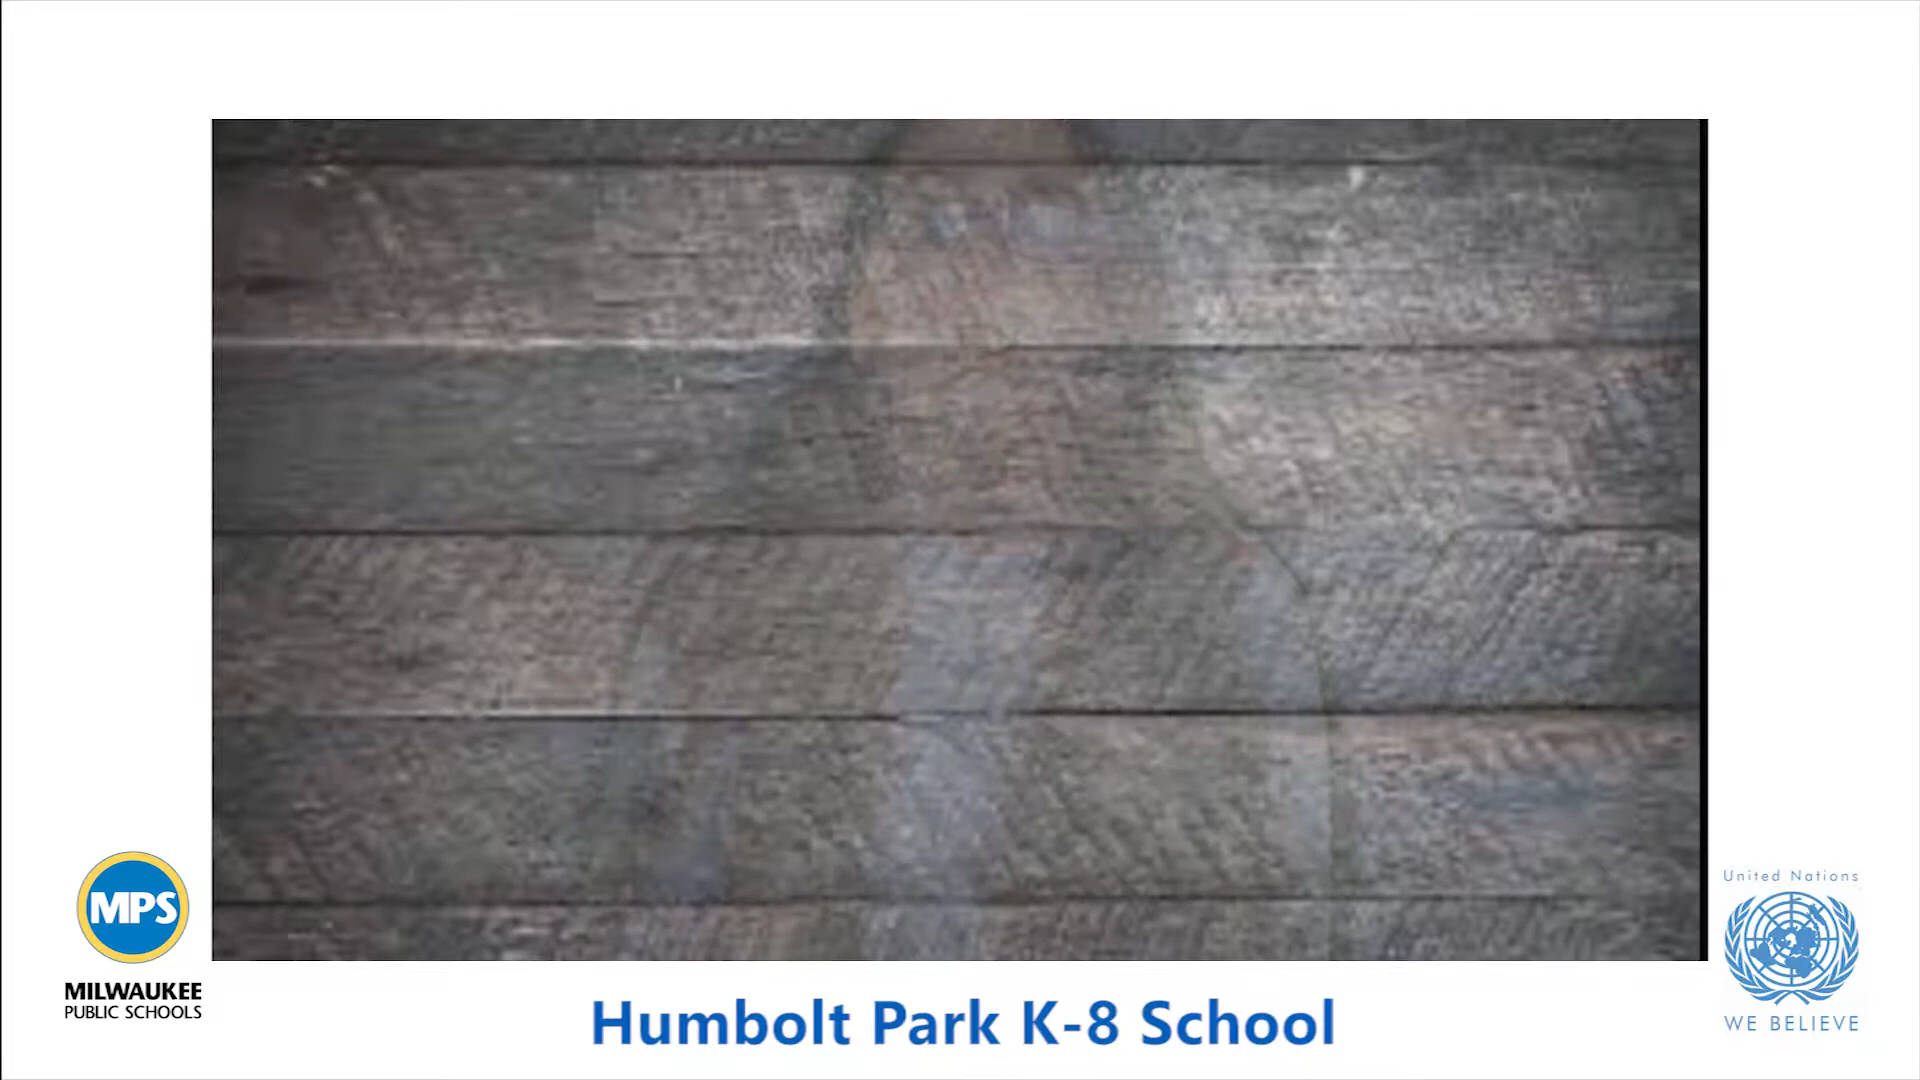 MPS
MILWAUKEE
PUBLIC SCHOOLS
Humbolt Park K-8 School
United Nations
WE BELIEVE